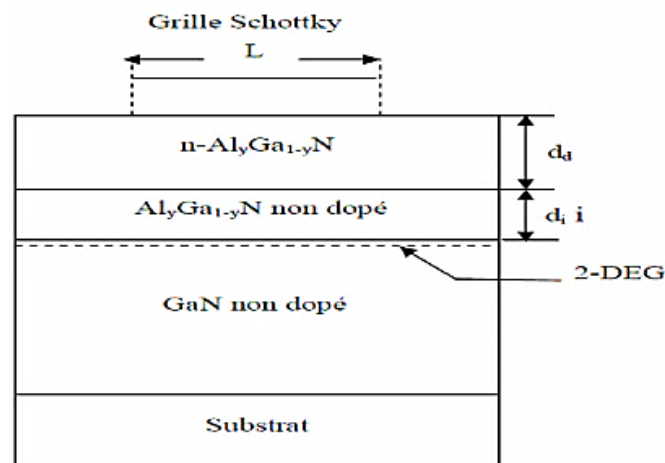 Grille Schottky
L
n-AlyGa1-yN
dd
AlyGa1-yN non dopé
di i
2-DEG
GaN non dopé
Substrat